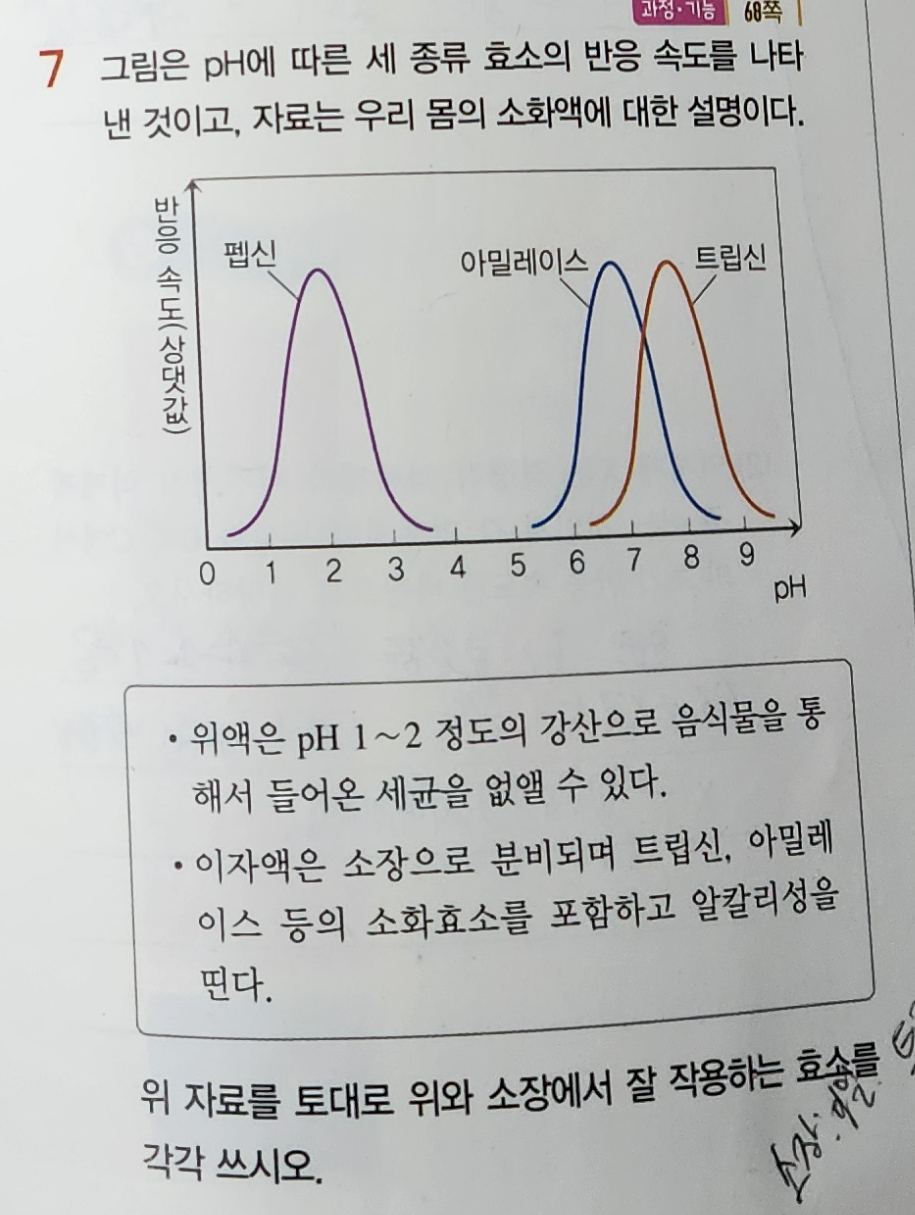 과정·기능 68쪽
7 그림은 pH에 따른 세 종류 효소의 반응 속도를 나타
낸 것이고, 자료는 우리 몸의 소화액에 대한 설명이다.
반응 속도(상댓값)
펩신
아밀레이스
트립신
0 1 2 3 4 5 6 7 8 9
pH
• 위액은 pH 1~2 정도의 강산으로 음식물을 통
해서 들어온 세균을 없앨 수 있다.
• 이자액은 소장으로 분비되며 트립신, 아밀레
이스 등의 소화효소를 포함하고 알칼리성을
띤다.
위 자료를 토대로 위와 소장에서 잘 작용하는 효소를
각각 쓰시오.